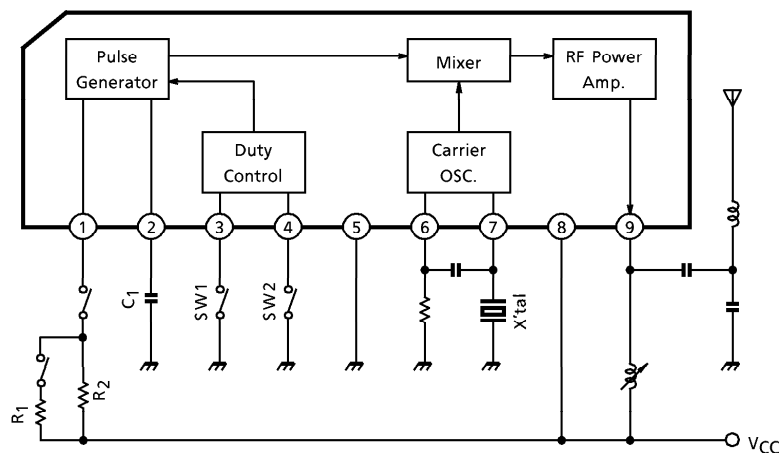 Pulse
Generator
Mixer
RF Power
Amp.
Duty
Control
Carrier
OSC.
1 2 3 4 5 6 7 8 9
C1
SW1
SW2
X'tal
R1
R2
VCC